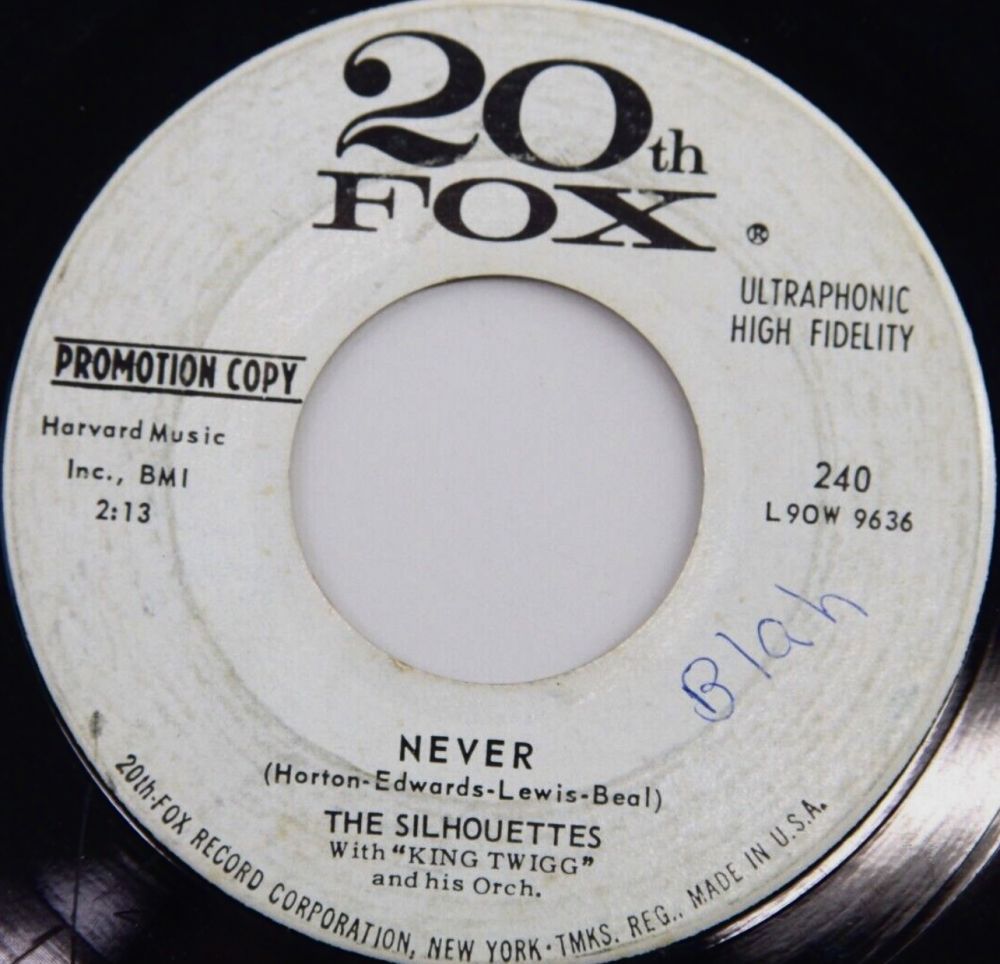 20th
FOX ®
ULTRAPHONIC
HIGH FIDELITY
PROMOTION COPY
Harvard Music
Inc., BMI
2:13
240
L9OW 9636
Blah
NEVER
(Horton-Edwards-Lewis-Beal)
THE SILHOUETTES
With "KING TWIGG"
and his Orch.
20th-FOX RECORD CORPORATION, NEW YORK · TMKS. REG., MADE IN U.S.A.